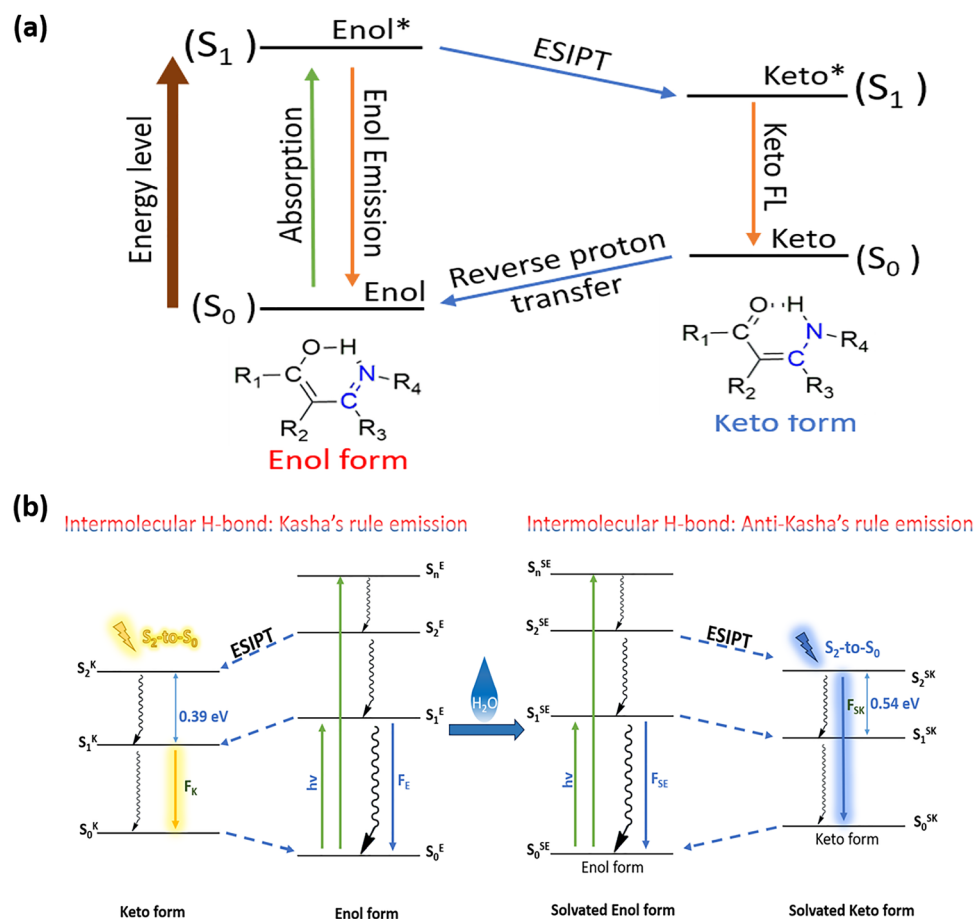 (a)
(S1)
Enol*
ESIPT
Keto*
(S1)
Energy level
Absorption
Enol Emission
Keto FL
Keto
(S0)
Reverse proton
transfer
(S0)
Enol
O
H
R1
C
N
R4
C
R2
R3
Enol form
O
H
R1
C
N
R4
C
R2
R3
Keto form
(b)
Intermolecular H-bond: Kasha's rule emission
Intermolecular H-bond: Anti-Kasha's rule emission
SnE
S2-to-S0
S2E
ESIPT
S2K
0.39 eV
S1E
S1K
FK
hv
FE
S0K
S0E
Keto form
Enol form
H2O
SnSE
S2SE
ESIPT
S2-to-S0
S2SK
FSK
0.54 eV
S1SE
S1SK
hv
FSE
S0SK
Keto form
S0SE
Enol form
Solvated Enol form
Solvated Keto form